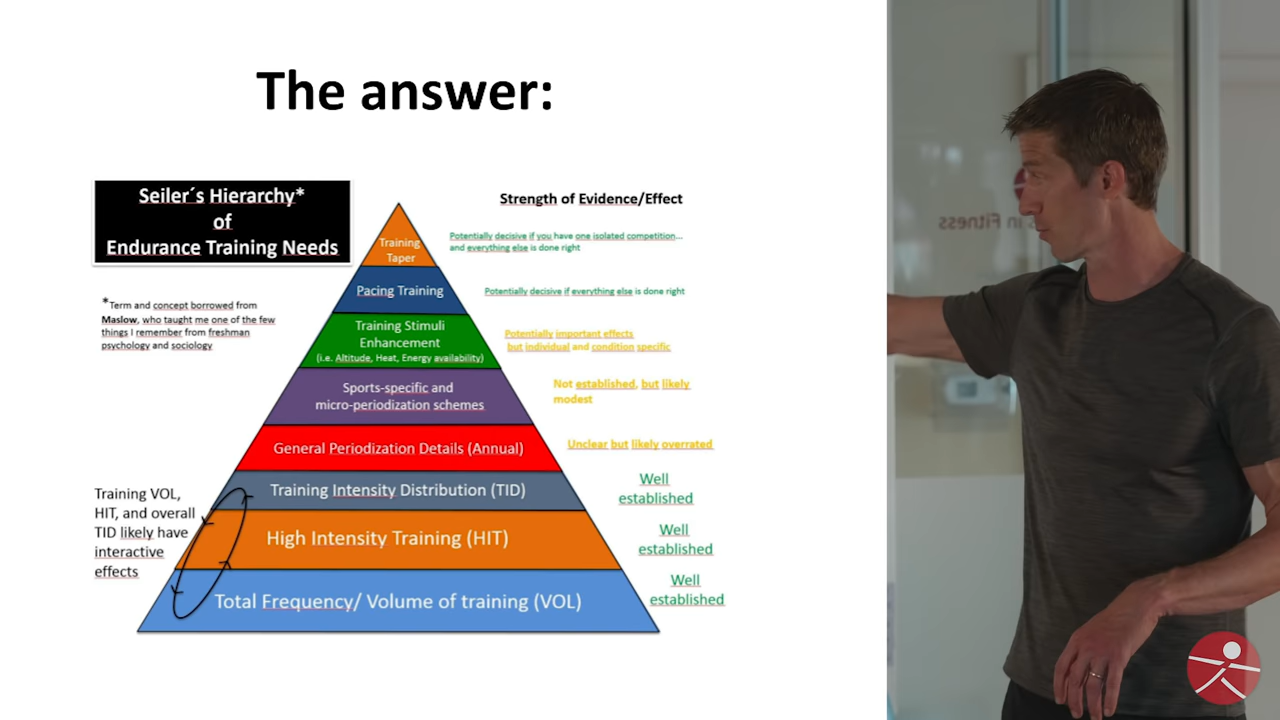 The answer:
Seiler´s Hierarchy*
of
Endurance Training Needs
*Term and concept borrowed from
Maslow, who taught me one of the few
things I remember from freshman
psychology and sociology
Strength of Evidence/Effect
Training
Taper
Potentially decisive if you have one isolated competition...
and everything else is done right
Pacing Training
Potentially decisive if everything else is done right
Training Stimuli
Enhancement
(i.e. Altitude, Heat, Energy availability)
Potentially important effects
but individual and condition specific
Sports-specific and
micro-periodization schemes
Not established, but likely
modest
General Periodization Details (Annual)
Unclear but likely overrated
Training Intensity Distribution (TID)
Well
established
High Intensity Training (HIT)
Well
established
Total Frequency/ Volume of training (VOL)
Well
established
Training VOL,
HIT, and overall
TID likely have
interactive
effects
in Fitness